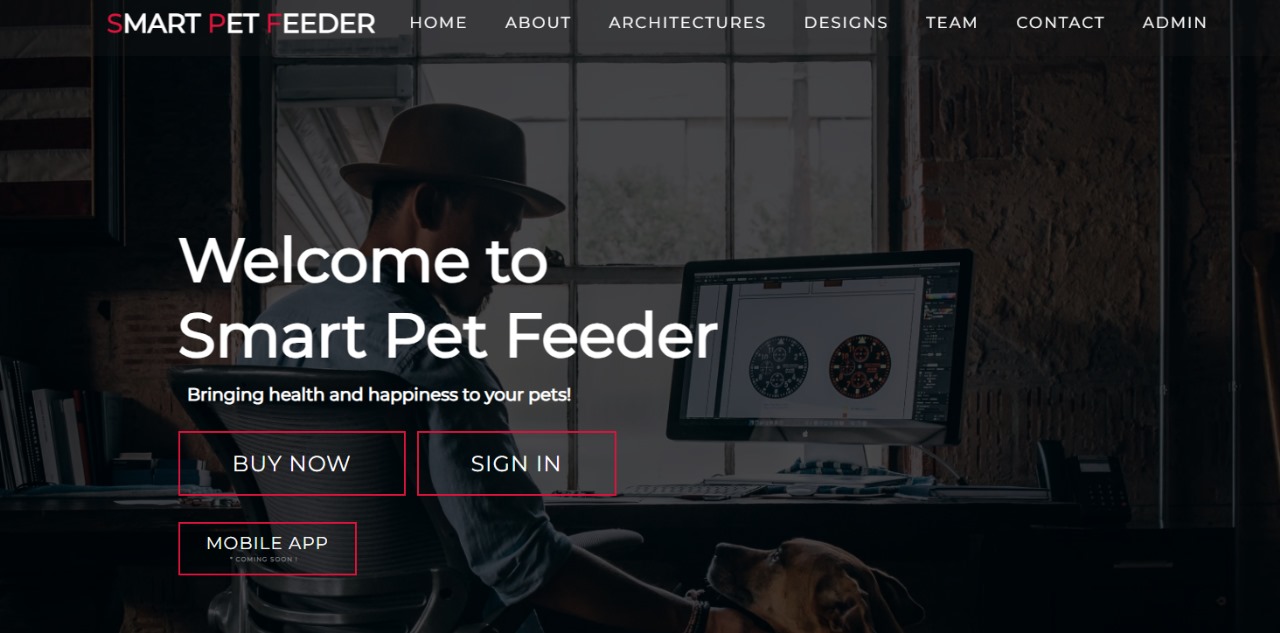 SMART PET FEEDER HOME ABOUT ARCHITECTURES DESIGNS TEAM CONTACT ADMIN
Welcome to
Smart Pet Feeder
Bringing health and happiness to your pets!
BUY NOW SIGN IN
MOBILE APP
* COMING SOON !